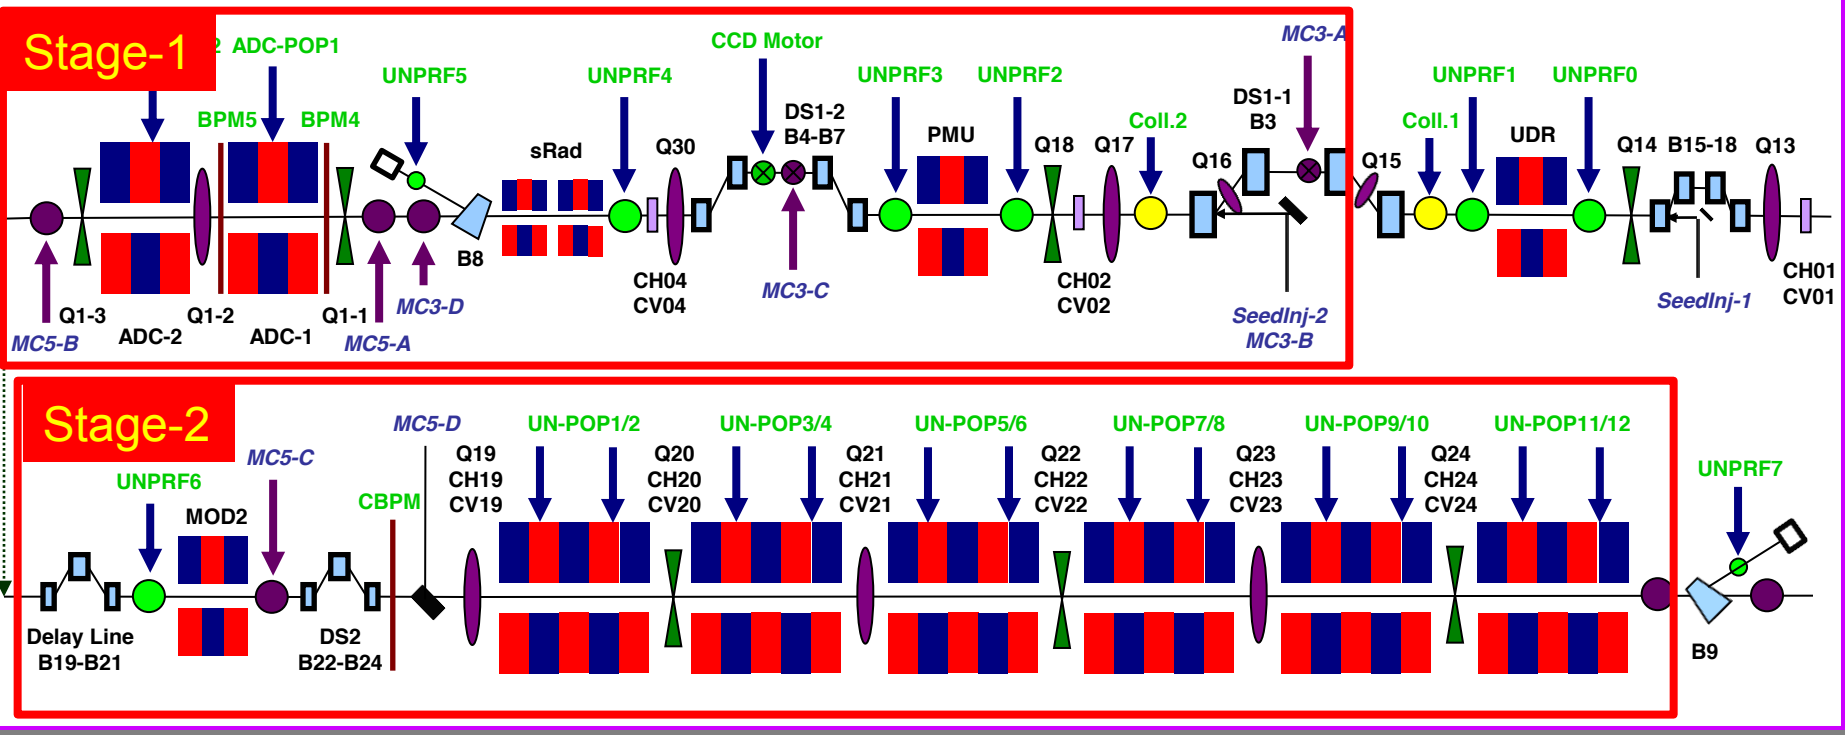 Stage-1
2 ADC-POP1
UNPRF5
UNPRF4
CCD Motor
UNPRF3
UNPRF2
MC3-A
UNPRF1
UNPRF0
BPM5
BPM4
sRad
Q30
DS1-2
B4-B7
PMU
Q18
Q17
Coll.2
DS1-1
B3
Q16
Q15
Coll.1
UDR
Q14
B15-18
Q13
B8
MC3-D
Q1-3
MC5-B
ADC-2
Q1-2
ADC-1
Q1-1
MC5-A
CH04
CV04
MC3-C
CH02
CV02
SeedInj-2
MC3-B
SeedInj-1
CH01
CV01
Stage-2
MC5-D
UN-POP1/2
UN-POP3/4
UN-POP5/6
UN-POP7/8
UN-POP9/10
UN-POP11/12
UNPRF6
MC5-C
MOD2
CBPM
Q19
CH19
CV19
Q20
CH20
CV20
Q21
CH21
CV21
Q22
CH22
CV22
Q23
CH23
CV23
Q24
CH24
CV24
UNPRF7
Delay Line
B19-B21
DS2
B22-B24
B9